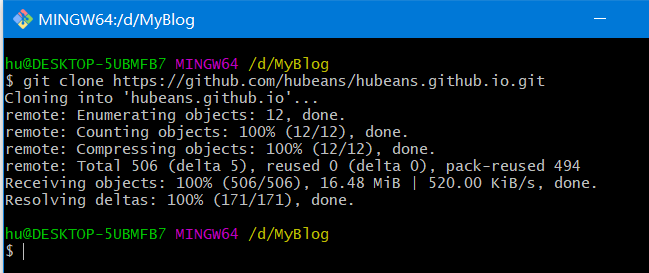 MINGW64:/d/MyBlog
hu@DESKTOP-5UBMFB7 MINGW64 /d/MyBlog
$ git clone https://github.com/hubeans/hubeans.github.io.git
Cloning into 'hubeans.github.io'...
remote: Enumerating objects: 12, done.
remote: Counting objects: 100% (12/12), done.
remote: Compressing objects: 100% (12/12), done.
remote: Total 506 (delta 5), reused 0 (delta 0), pack-reused 494
Receiving objects: 100% (506/506), 16.48 MiB | 520.00 KiB/s, done.
Resolving deltas: 100% (171/171), done.
hu@DESKTOP-5UBMFB7 MINGW64 /d/MyBlog
$